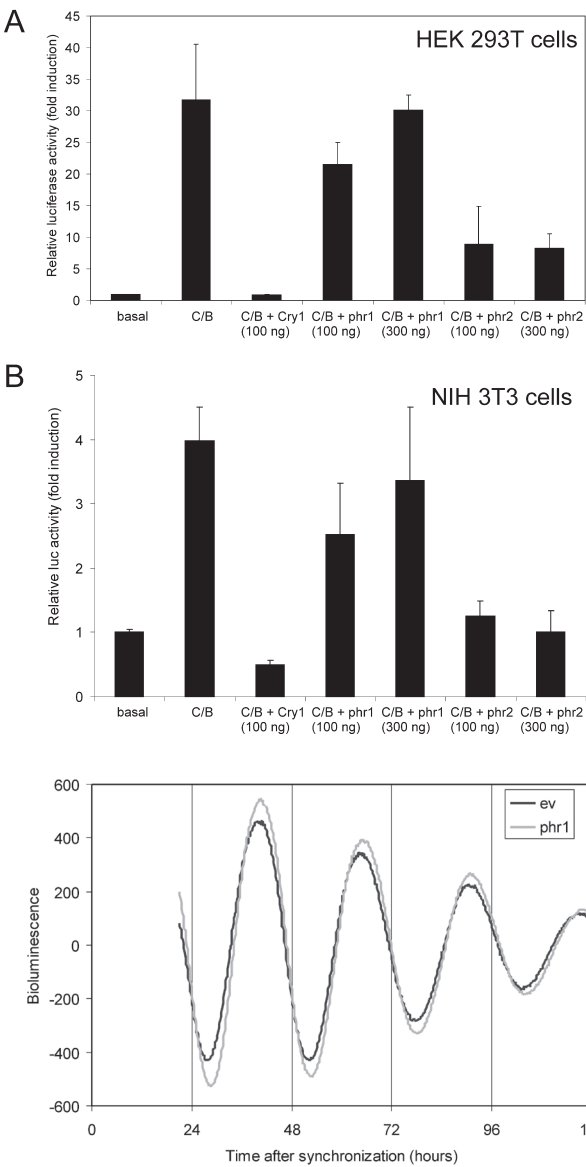 A
HEK 293T cells
Relative luciferase activity (fold induction)
45
40
35
30
25
20
15
10
5
0
basal
C/B
C/B + Cry1
(100 ng)
C/B + phr1
(100 ng)
C/B + phr1
(300 ng)
C/B + phr2
(100 ng)
C/B + phr2
(300 ng)
B
NIH 3T3 cells
Relative luc activity (fold induction)
5
4
3
2
1
0
basal
C/B
C/B + Cry1
(100 ng)
C/B + phr1
(100 ng)
C/B + phr1
(300 ng)
C/B + phr2
(100 ng)
C/B + phr2
(300 ng)
Bioluminescence
600
400
200
0
-200
-400
-600
ev
phr1
0
24
48
72
96
Time after synchronization (hours)